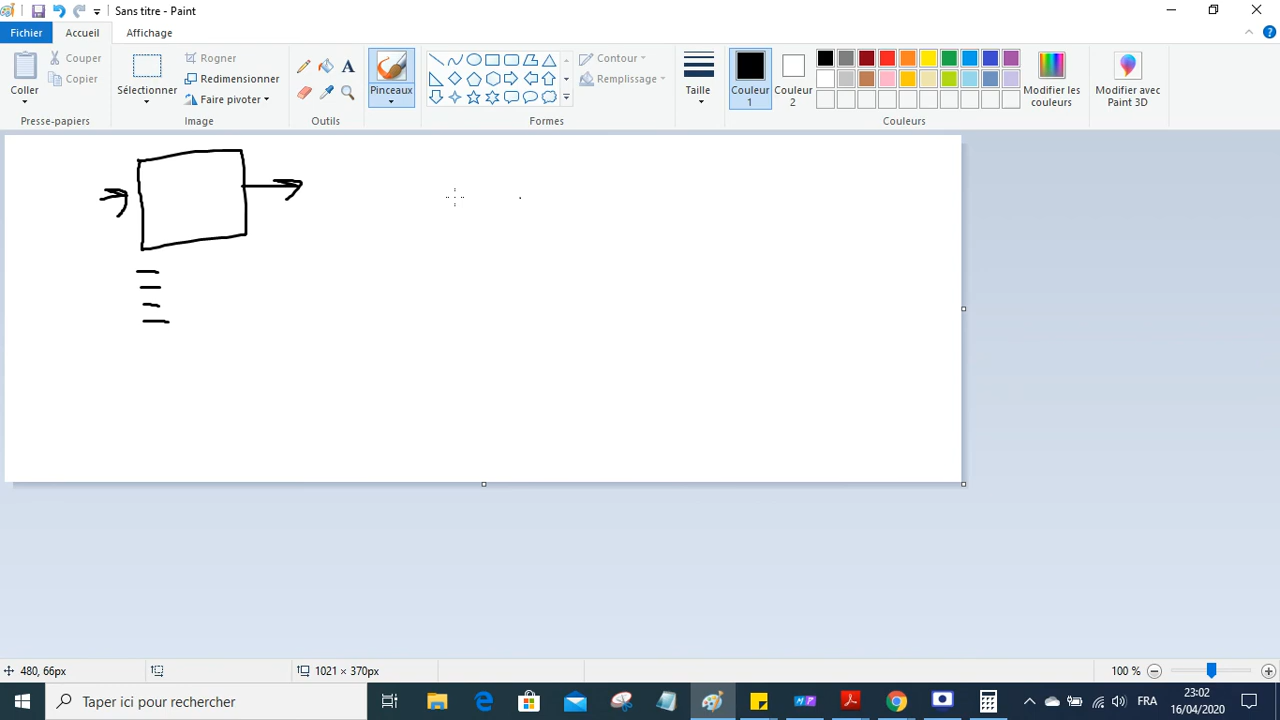 Sans titre - Paint
Fichier Accueil Affichage
Coller
Couper
Copier
Presse-papiers
Sélectionner
Rogner
Redimensionner
Faire pivoter
Image
A
Outils
Pinceaux
Contour
Remplissage
Formes
Taille
Couleur 1
Couleur 2
Modifier les couleurs
Couleurs
Modifier avec Paint 3D
480, 66px
1021 × 370px
100 %
Taper ici pour rechercher
FRA
23:02
16/04/2020